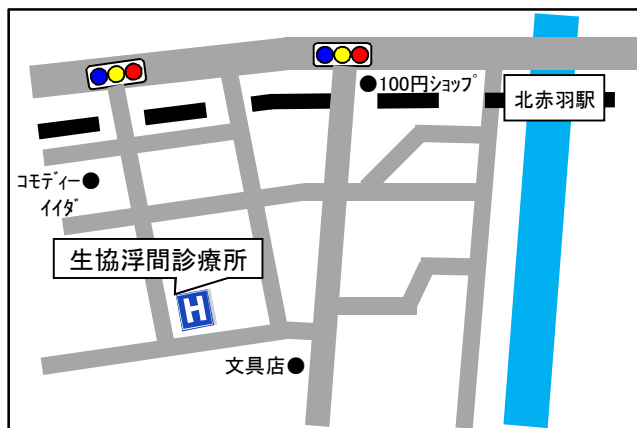 ●100円ショップ
北赤羽駅
コモディー●
イイダ
生協浮間診療所
H
文具店●